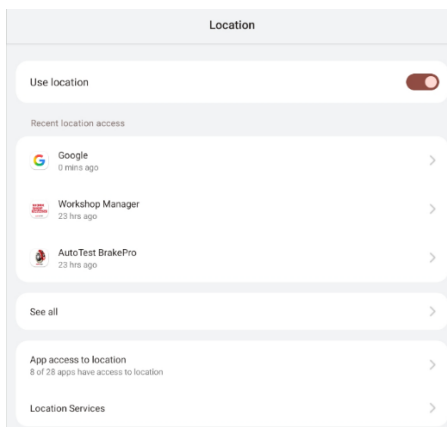 Location
Use location
Recent location access
Google
0 mins ago
Workshop Manager
23 hrs ago
AutoTest BrakePro
23 hrs ago
See all
App access to location
8 of 28 apps have access to location
Location Services